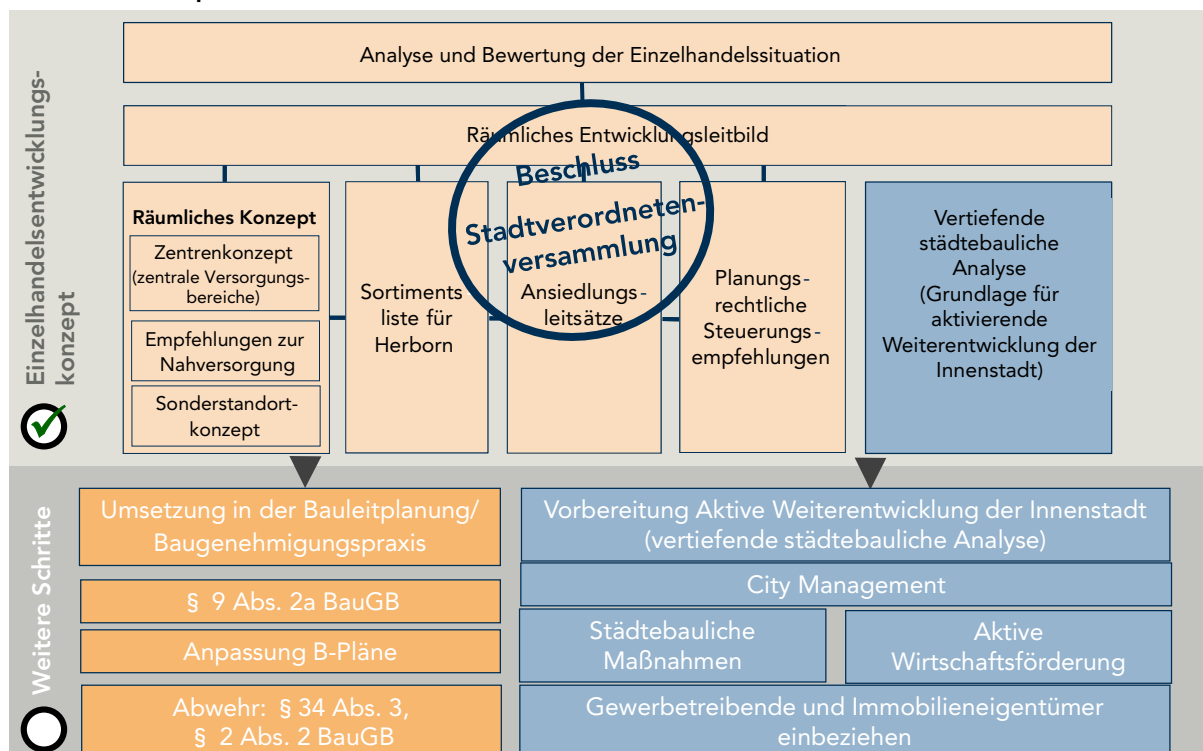 Einzelhandelsentwicklungs-
konzept
Analyse und Bewertung der Einzelhandelssituation
Räumliches Entwicklungsleitbild
Beschluss
Stadtverordneten-
versammlung
Räumliches Konzept
Zentrenkonzept
(zentrale Versorgungs-
bereiche)
Empfehlungen zur
Nahversorgung
Sonderstandort-
konzept
Sortiments
liste für
Herborn
Ansiedlungs-
leitsätze
Planungs-
rechtliche
Steuerungs-
empfehlungen
Vertiefende
städtebauliche
Analyse
(Grundlage für
aktivierende
Weiterentwicklung der
Innenstadt)
Weitere Schritte
Umsetzung in der Bauleitplanung/
Baugenehmigungspraxis
§ 9 Abs. 2a BauGB
Anpassung B-Pläne
Abwehr: § 34 Abs. 3,
§ 2 Abs. 2 BauGB
Vorbereitung Aktive Weiterentwicklung der Innenstadt
(vertiefende städtebauliche Analyse)
City Management
Städtebauliche
Maßnahmen
Aktive
Wirtschaftsförderung
Gewerbetreibende und Immobilieneigentümer
einbeziehen